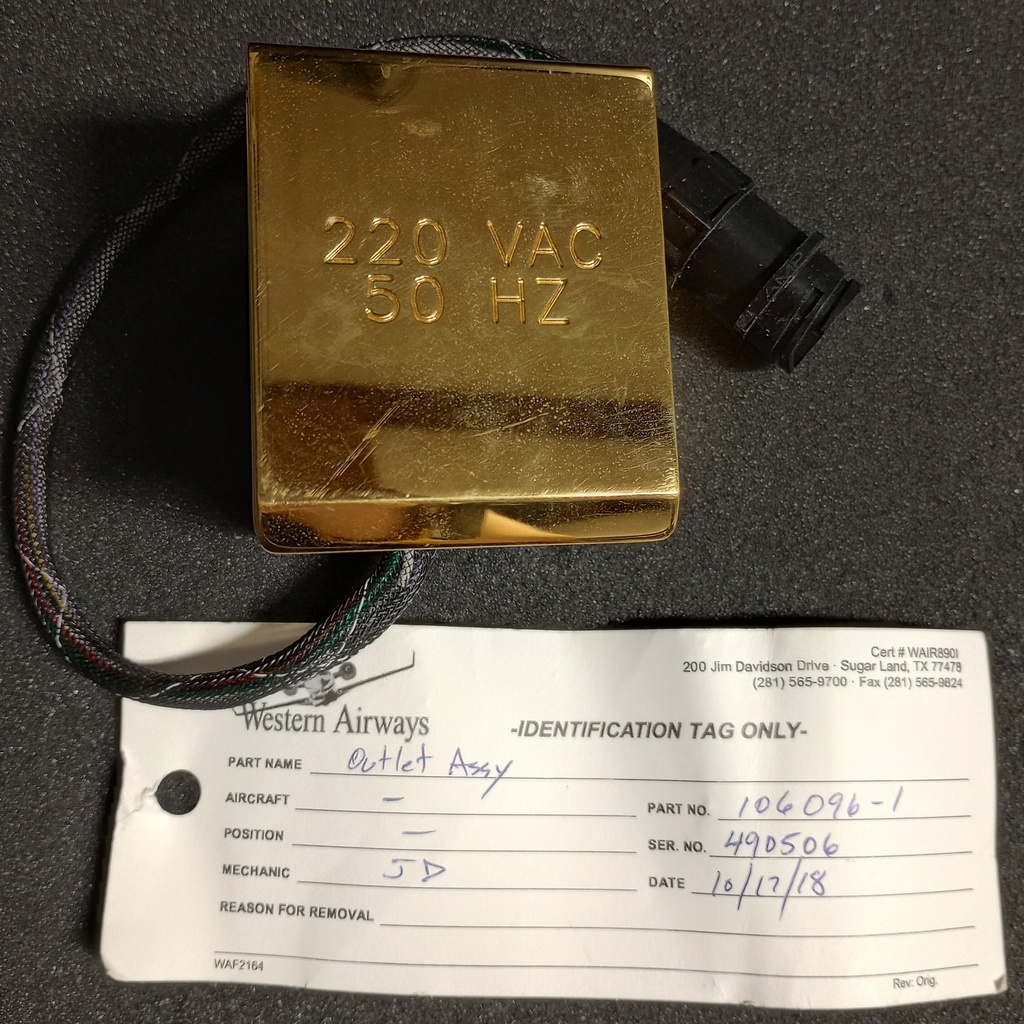 220 VAC
50 HZ
Cert # WAIR890I
200 Jim Davidson Drive · Sugar Land, TX 77478
(281) 565-9700 · Fax (281) 565-9824
Western Airways
-IDENTIFICATION TAG ONLY-
PART NAME Outlet Assy
AIRCRAFT —
PART NO. 106096-1
POSITION —
SER. NO. 490506
MECHANIC JD
DATE 10/17/18
REASON FOR REMOVAL
WAF2164
Rev: Orig.